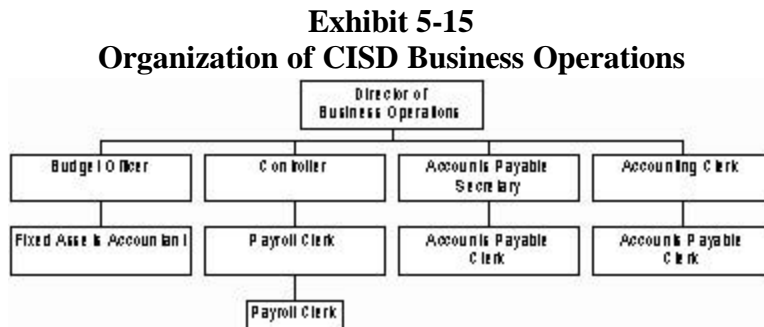 Exhibit 5-15
Organization of CISD Business Operations
Director of
Business Operations
Budget Officer
Controller
Accounts Payable
Secretary
Accounting Clerk
Fixed Assets Accountant
Payroll Clerk
Accounts Payable
Clerk
Accounts Payable
Clerk
Payroll Clerk